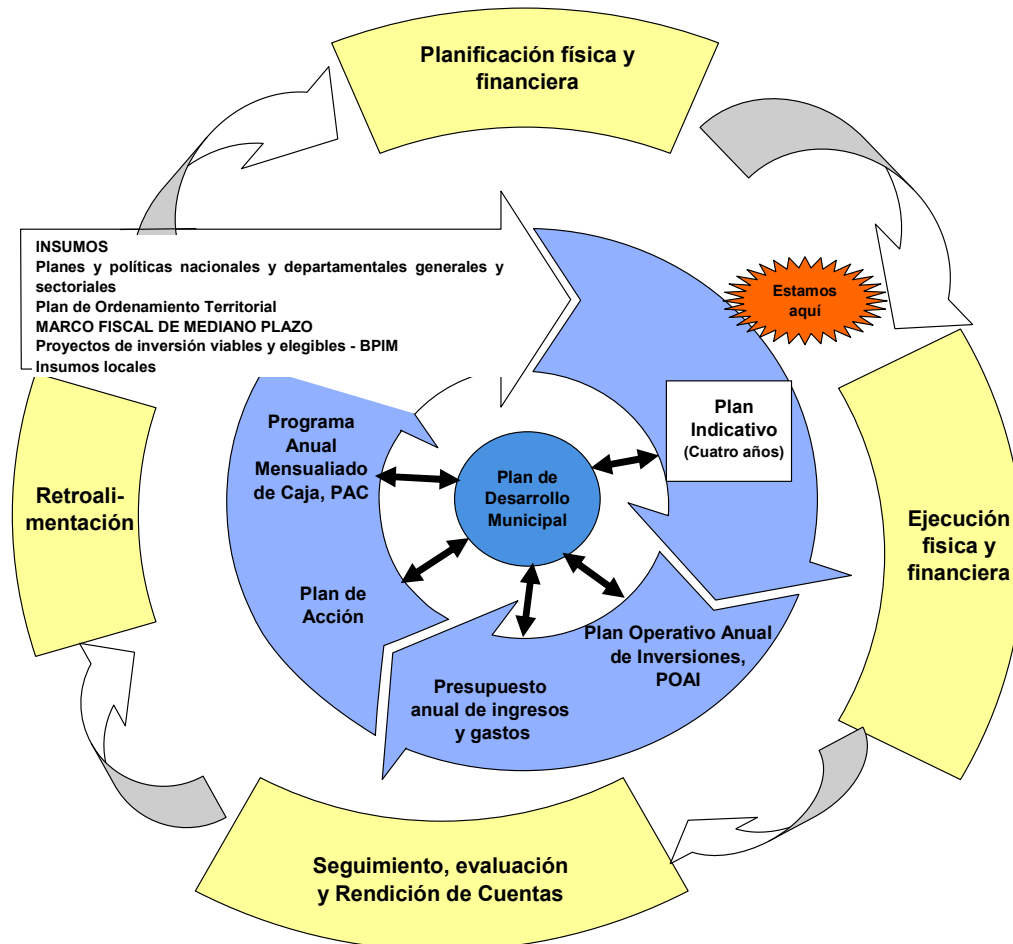 Planificación física y
financiera
INSUMOS
Planes y políticas nacionales y departamentales generales y
sectoriales
Plan de Ordenamiento Territorial
MARCO FISCAL DE MEDIANO PLAZO
Proyectos de inversión viables y elegibles - BPIM
Insumos locales
Estamos
aquí
Plan
Indicativo
(Cuatro años)
Programa
Anual
Mensualiado
de Caja, PAC
Plan de
Desarrollo
Municipal
Retroali-
mentación
Ejecución
física y
financiera
Plan de
Acción
Plan Operativo Anual
de Inversiones,
POAI
Presupuesto
anual de ingresos
y gastos
Seguimiento, evaluación
y Rendición de Cuentas